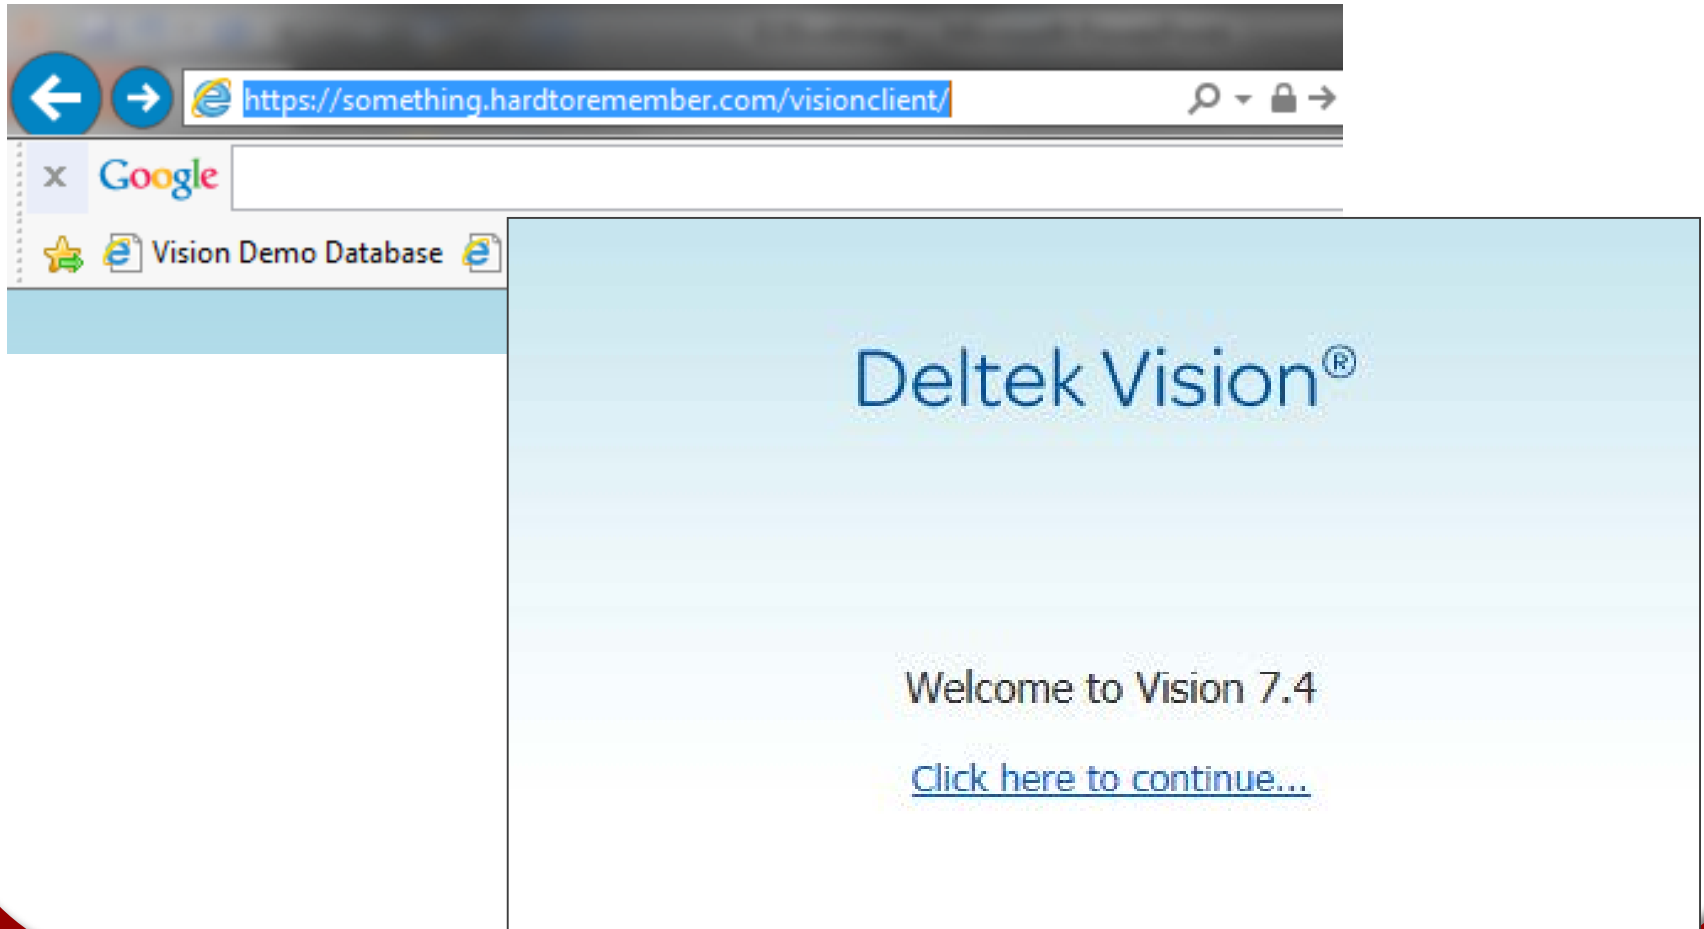 https://something.hardtoremember.com/visionclient/
x Google
Vision Demo Database
Deltek Vision®
Welcome to Vision 7.4
Click here to continue...